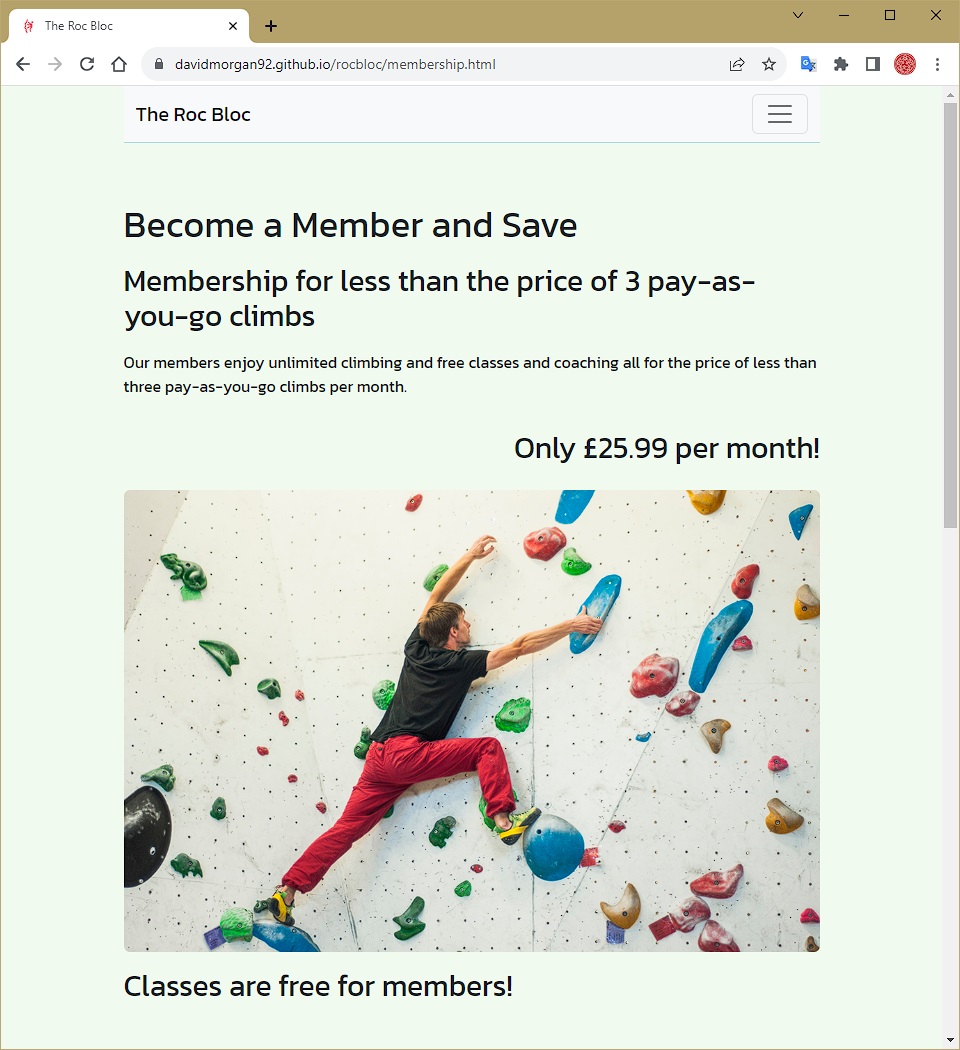 The Roc Bloc
davidmorgan92.github.io/rocbloc/membership.html
The Roc Bloc
Become a Member and Save
Membership for less than the price of 3 pay-as-
you-go climbs
Our members enjoy unlimited climbing and free classes and coaching all for the price of less than
three pay-as-you-go climbs per month.
Only £25.99 per month!
Classes are free for members!